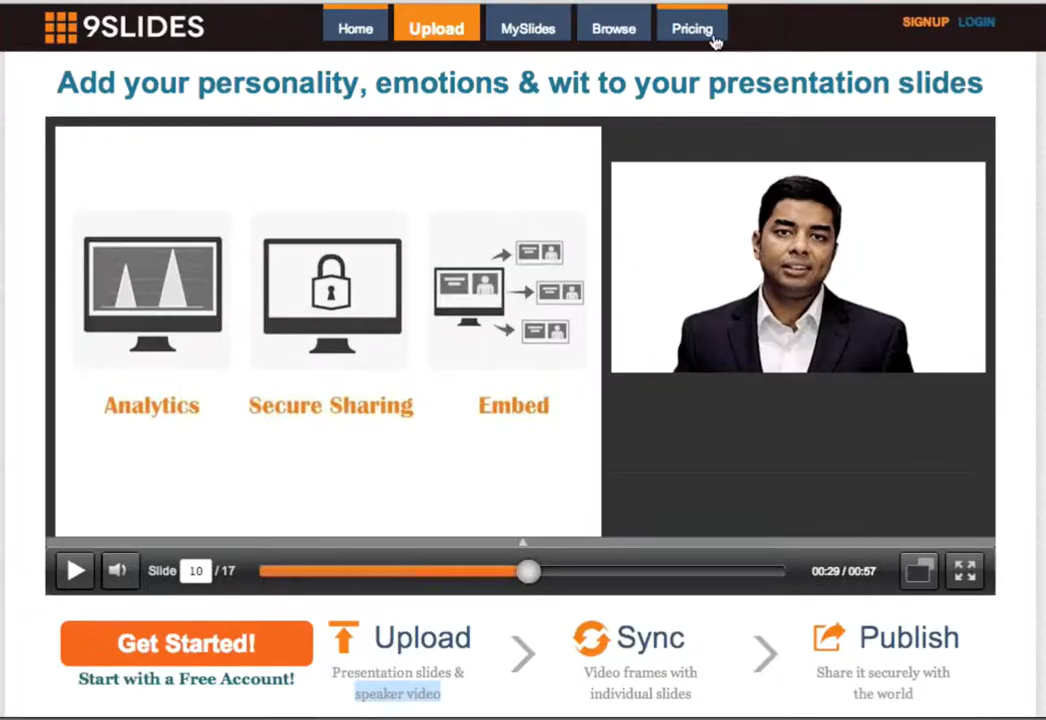 9SLIDES
Home Upload MySlides Browse Pricing
SIGNUP LOGIN
Add your personality, emotions & wit to your presentation slides
Analytics Secure Sharing Embed
Slide 10 / 17 00:29 / 00:57
Get Started!
Start with a Free Account!
Upload
Presentation slides &
speaker video
Sync
Video frames with
individual slides
Publish
Share it securely with
the world